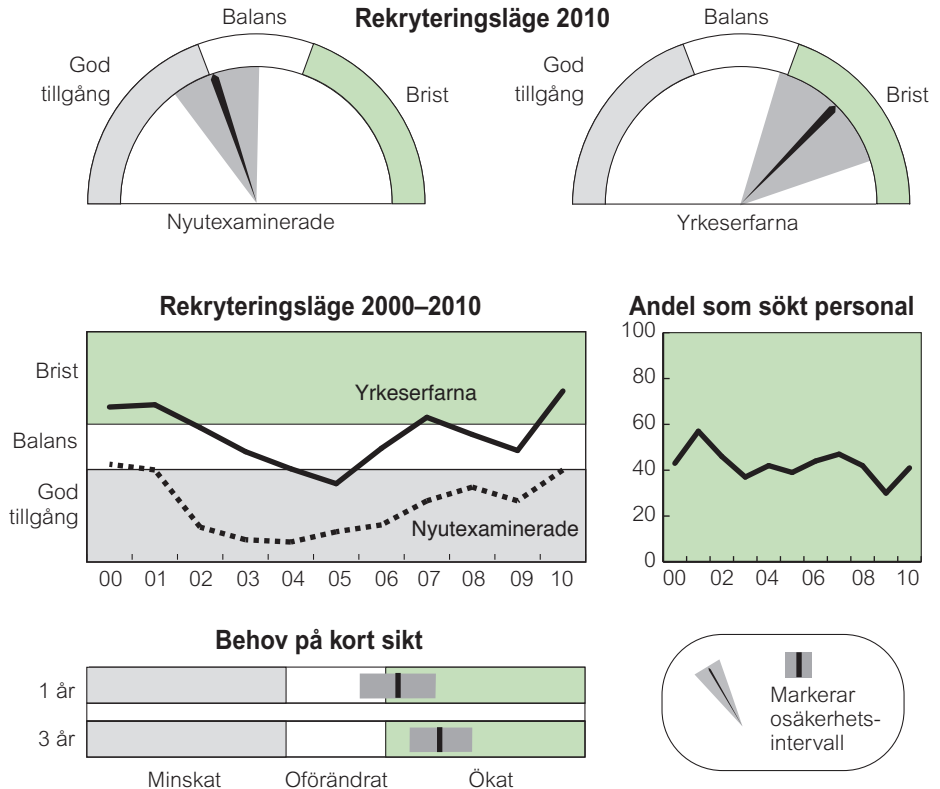 Rekryteringsläge 2010
Balans
God
tillgång
Brist
Nyutexaminerade
Balans
God
tillgång
Brist
Yrkeserfarna
Rekryteringsläge 2000–2010
Brist
Balans
God
tillgång
Yrkeserfarna
Nyutexaminerade
00 01 02 03 04 05 06 07 08 09 10
Andel som sökt personal
100
80
60
40
20
0
00 02 04 06 08 10
Behov på kort sikt
1 år
3 år
Minskat Oförändrat Ökat
Markerar
osäkerhets-
intervall